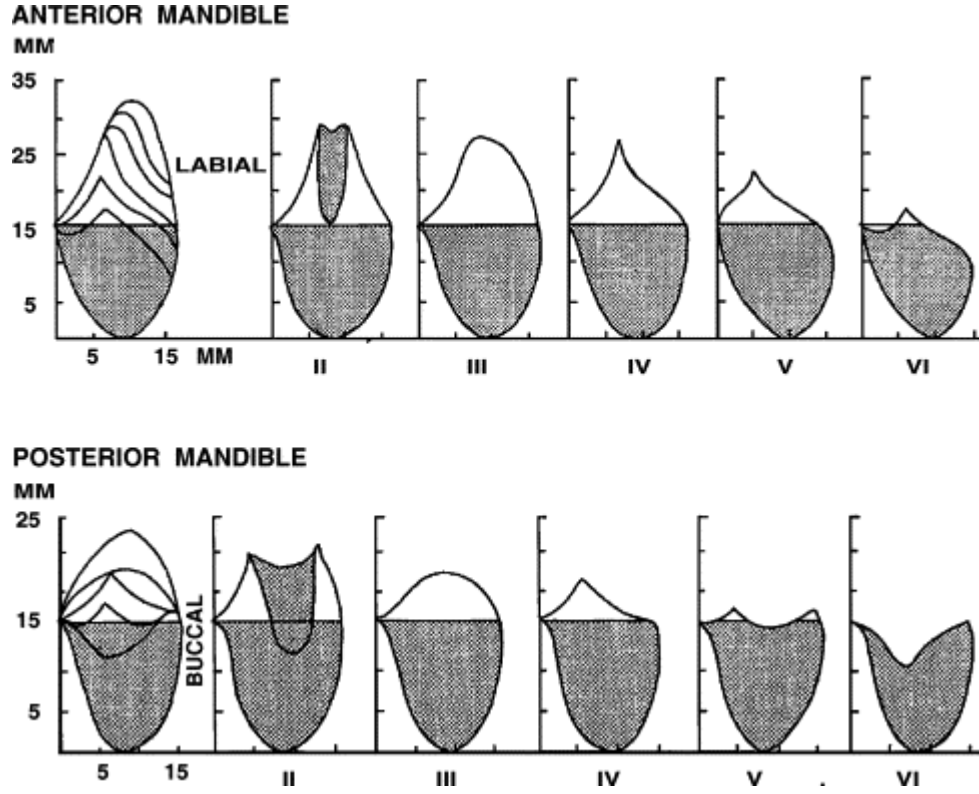 ANTERIOR MANDIBLE
MM
35
25
15
5
LABIAL
5 MM 15
II III IV V VI
POSTERIOR MANDIBLE
MM
25
15
5
BUCCAL
5 15
II III IV V VI